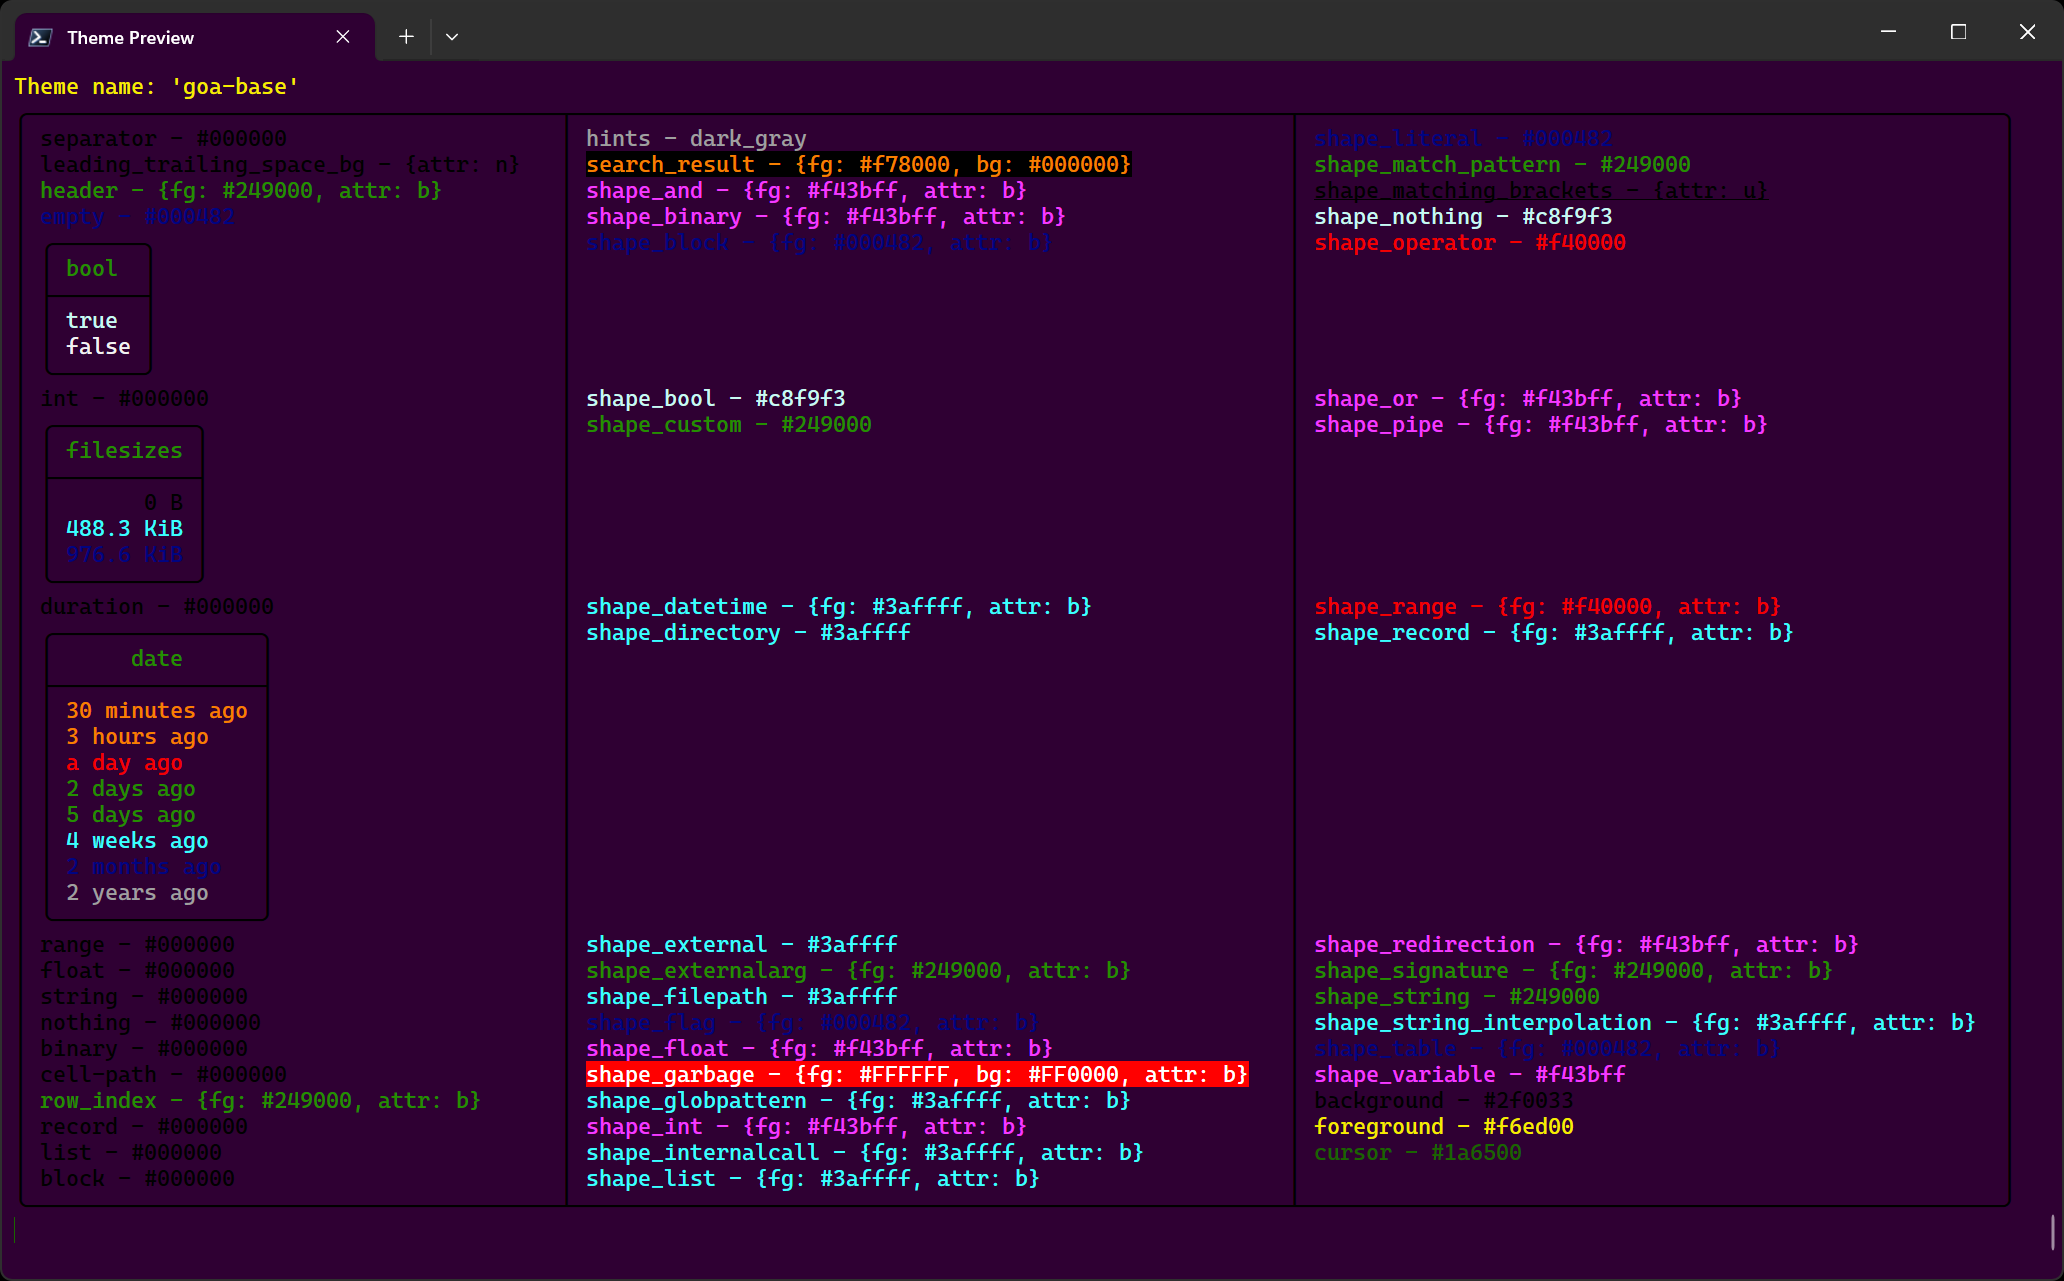 Theme Preview
Theme name: 'goa-base'
separator - #000000
leading_trailing_space_bg - {attr: n}
header - {fg: #249000, attr: b}
empty - #000482
bool
true
false
int - #000000
filesizes
0 B
488.3 KiB
976.6 KiB
duration - #000000
date
30 minutes ago
3 hours ago
a day ago
2 days ago
5 days ago
4 weeks ago
2 months ago
2 years ago
range - #000000
float - #000000
string - #000000
nothing - #000000
binary - #000000
cell-path - #000000
row_index - {fg: #249000, attr: b}
record - #000000
list - #000000
block - #000000
hints - dark_gray
search_result - {fg: #f78000, bg: #000000}
shape_and - {fg: #f43bff, attr: b}
shape_binary - {fg: #f43bff, attr: b}
shape_block - {fg: #000482, attr: b}
shape_bool - #c8f9f3
shape_custom - #249000
shape_datetime - {fg: #3affff, attr: b}
shape_directory - #3affff
shape_external - #3affff
shape_externalarg - {fg: #249000, attr: b}
shape_filepath - #3affff
shape_flag - {fg: #000482, attr: b}
shape_float - {fg: #f43bff, attr: b}
shape_garbage - {fg: #FFFFFF, bg: #FF0000, attr: b}
shape_globpattern - {fg: #3affff, attr: b}
shape_int - {fg: #f43bff, attr: b}
shape_internalcall - {fg: #3affff, attr: b}
shape_list - {fg: #3affff, attr: b}
shape_literal - #000482
shape_match_pattern - #249000
shape_matching_brackets - {attr: u}
shape_nothing - #c8f9f3
shape_operator - #f40000
shape_or - {fg: #f43bff, attr: b}
shape_pipe - {fg: #f43bff, attr: b}
shape_range - {fg: #f40000, attr: b}
shape_record - {fg: #3affff, attr: b}
shape_redirection - {fg: #f43bff, attr: b}
shape_signature - {fg: #249000, attr: b}
shape_string - #249000
shape_string_interpolation - {fg: #3affff, attr: b}
shape_table - {fg: #000482, attr: b}
shape_variable - #f43bff
background - #2f0033
foreground - #f6ed00
cursor - #1a6500